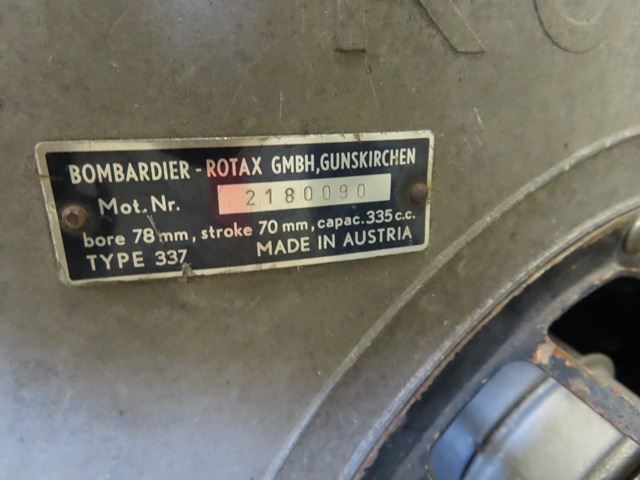 BOMBARDIER - ROTAX GMBH, GUNSKIRCHEN
Mot. Nr. 2180090
bore 78 mm, stroke 70 mm, capac. 335 c.c.
TYPE 337 MADE IN AUSTRIA